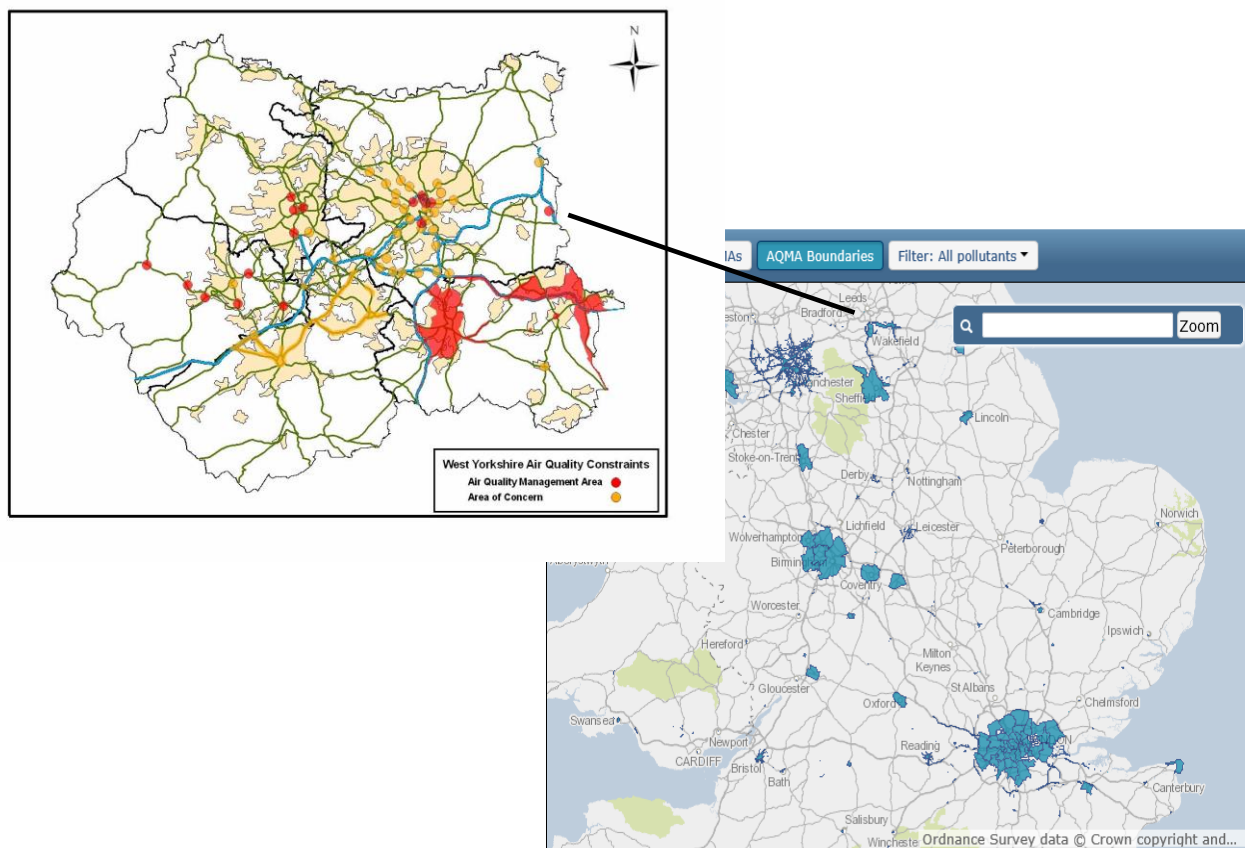 N
West Yorkshire Air Quality Constraints
Air Quality Management Area
Area of Concern
MAs
AQMA Boundaries
Filter: All pollutants
Zoom
Leeds
Bradford
Wakefield
Sheffi
Lincoln
Chester
Stoke-on-Trent
Derby
Nottingham
Norwich
Lichfield
Leicester
Wolverhampton
Peterborough
Coventry
Worcester
Cambridge
Ipswich
Hereford
Milton
Keynes
Gloucester
St Albans
Oxford
Chelmsford
Swansea
Newport
Reading
CARDIFF
Bristol
Bath
Canterbury
Salisbury
Winchester
Ordnance Survey data © Crown copyright and...